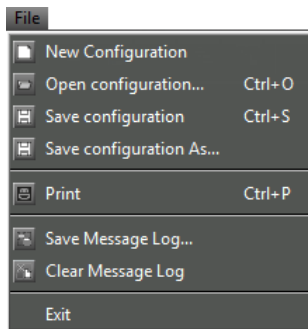 File
New Configuration
Open configuration... Ctrl+O
Save configuration Ctrl+S
Save configuration As...
Print Ctrl+P
Save Message Log...
Clear Message Log
Exit